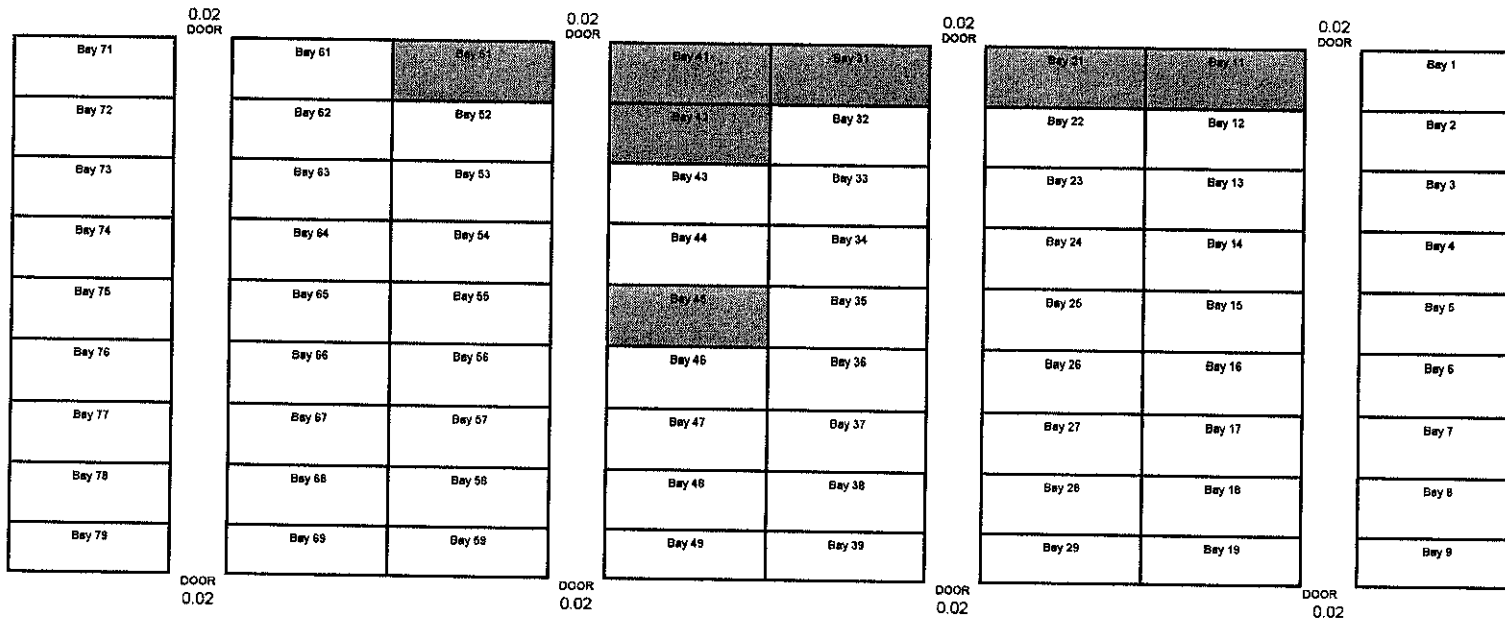 0.02 0.02 0.02 0.02
DOOR DOOR DOOR DOOR
Bay 71 Bay 61 Bay 51 Bay 41 Bay 31 Bay 21 Bay 11 Bay 1
Bay 72 Bay 62 Bay 52 Bay 42 Bay 32 Bay 22 Bay 12 Bay 2
Bay 73 Bay 63 Bay 53 Bay 43 Bay 33 Bay 23 Bay 13 Bay 3
Bay 74 Bay 64 Bay 54 Bay 44 Bay 34 Bay 24 Bay 14 Bay 4
Bay 75 Bay 65 Bay 55 Bay 45 Bay 35 Bay 25 Bay 15 Bay 5
Bay 76 Bay 66 Bay 56 Bay 46 Bay 36 Bay 26 Bay 16 Bay 6
Bay 77 Bay 67 Bay 57 Bay 47 Bay 37 Bay 27 Bay 17 Bay 7
Bay 78 Bay 68 Bay 58 Bay 48 Bay 38 Bay 28 Bay 18 Bay 8
Bay 79 Bay 69 Bay 59 Bay 49 Bay 39 Bay 29 Bay 19 Bay 9
DOOR DOOR DOOR DOOR
0.02 0.02 0.02 0.02